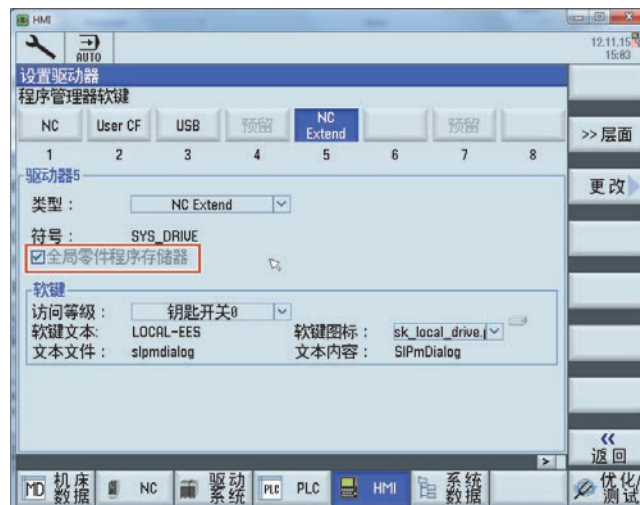 HMI
AUTO
12.11.15
15:03
设置驱动器
程序管理器软键
NC User CF USB 预留 NC Extend 预留
1 2 3 4 5 6 7 8
>> 层面
更改
驱动器5
类型： NC Extend
符号： SYS_DRIVE
全局零件程序存储器
软键
访问等级： 钥匙开关0
软键文本: LOCAL-EES 软键图标： sk_local_drive.p
文本文件： slpmdialog 文本内容： SlPmDialog
<<
返回
>
MD 机床数据 NC 驱动系统 PLC PLC HMI 系统数据 优化/测试